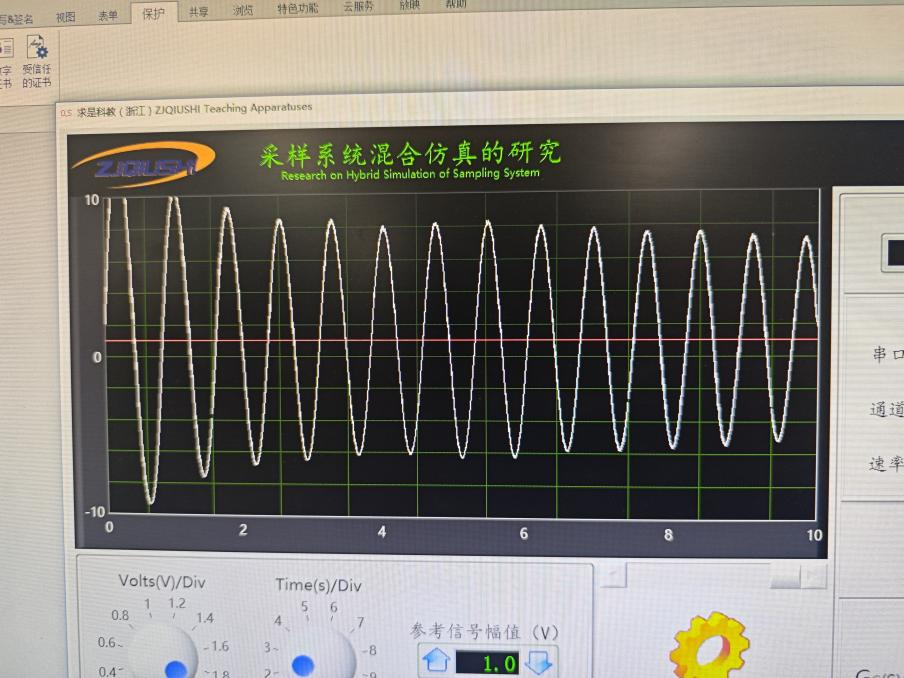 写&签名 视图 表单 保护 共享 浏览 特色功能 云服务 放映 帮助
受信任
的证书
求是科教（浙江）ZJQIUSHI Teaching Apparatuses
ZJQIUSHI
采样系统混合仿真的研究
Research on Hybrid Simulation of Sampling System
10
0
-10
0 2 4 6 8 10
串口
通道
速率
Volts(V)/Div
0.4 0.6 0.8 1 1.2 1.4 1.6 1.8
Time(s)/Div
2 3 4 5 6 7 8 9
参考信号幅值（V）
1.0